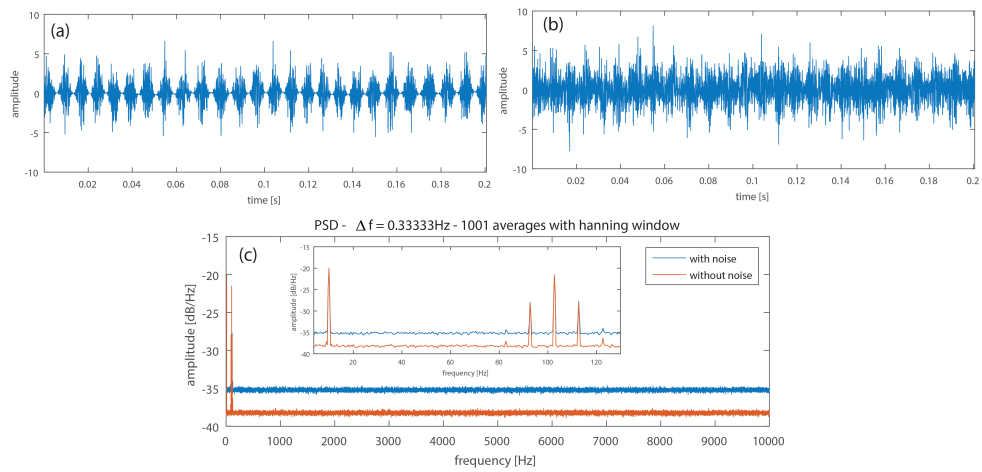 (a)
10
5
0
-5
-10
amplitude
0.02 0.04 0.06 0.08 0.1 0.12 0.14 0.16 0.18 0.2
time [s]
(b)
10
5
0
-5
-10
amplitude
0.02 0.04 0.06 0.08 0.1 0.12 0.14 0.16 0.18 0.2
time [s]
PSD - Δ f = 0.33333Hz - 1001 averages with hanning window
(c)
-15
-20
-25
-30
-35
-40
amplitude [dB/Hz]
0 1000 2000 3000 4000 5000 6000 7000 8000 9000 10000
frequency [Hz]
-15
-20
-25
-30
-35
-40
amplitude [dB/Hz]
20 40 60 80 100 120
frequency [Hz]
with noise
without noise